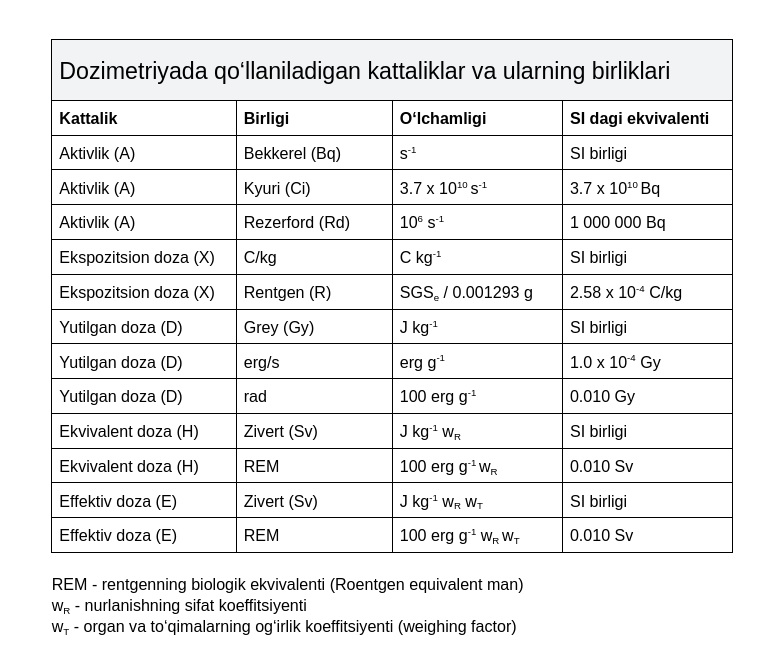 Dozimetriyada qo‘llaniladigan kattaliklar va ularning birliklari
Kattalik Birligi O‘lchamligi SI dagi ekvivalenti
Aktivlik (A) Bekkerel (Bq) s⁻¹ SI birligi
Aktivlik (A) Kyuri (Ci) 3.7 x 10¹⁰ s⁻¹ 3.7 x 10¹⁰ Bq
Aktivlik (A) Rezerford (Rd) 10⁶ s⁻¹ 1 000 000 Bq
Ekspozitsion doza (X) C/kg C kg⁻¹ SI birligi
Ekspozitsion doza (X) Rentgen (R) SGSₑ / 0.001293 g 2.58 x 10⁻⁴ C/kg
Yutilgan doza (D) Grey (Gy) J kg⁻¹ SI birligi
Yutilgan doza (D) erg/s erg g⁻¹ 1.0 x 10⁻⁴ Gy
Yutilgan doza (D) rad 100 erg g⁻¹ 0.010 Gy
Ekvivalent doza (H) Zivert (Sv) J kg⁻¹ wR SI birligi
Ekvivalent doza (H) REM 100 erg g⁻¹ wR 0.010 Sv
Effektiv doza (E) Zivert (Sv) J kg⁻¹ wR wT SI birligi
Effektiv doza (E) REM 100 erg g⁻¹ wR wT 0.010 Sv
REM - rentgenning biologik ekvivalenti (Roentgen equivalent man)
wR - nurlanishning sifat koeffitsiyenti
wT - organ va to‘qimalarning og‘irlik koeffitsiyenti (weighing factor)